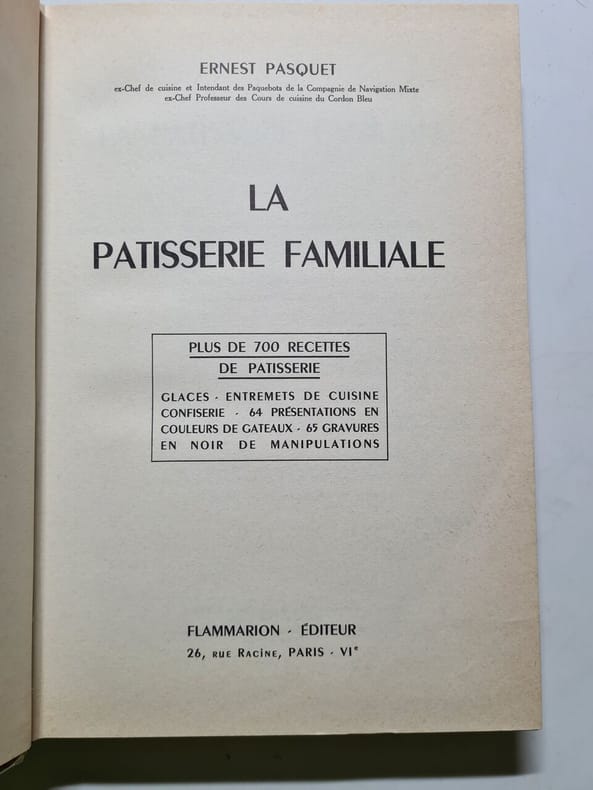 ERNEST PASQUET
ex-Chef de cuisine et Intendant des Paquebots de la Compagnie de Navigation Mixte
ex-Chef Professeur des Cours de cuisine du Cordon Bleu
LA
PATISSERIE FAMILIALE
PLUS DE 700 RECETTES
DE PATISSERIE
GLACES - ENTREMETS DE CUISINE
CONFISERIE - 64 PRÉSENTATIONS EN
COULEURS DE GATEAUX - 65 GRAVURES
EN NOIR DE MANIPULATIONS
FLAMMARION - ÉDITEUR
26, RUE RACINE, PARIS - VIe